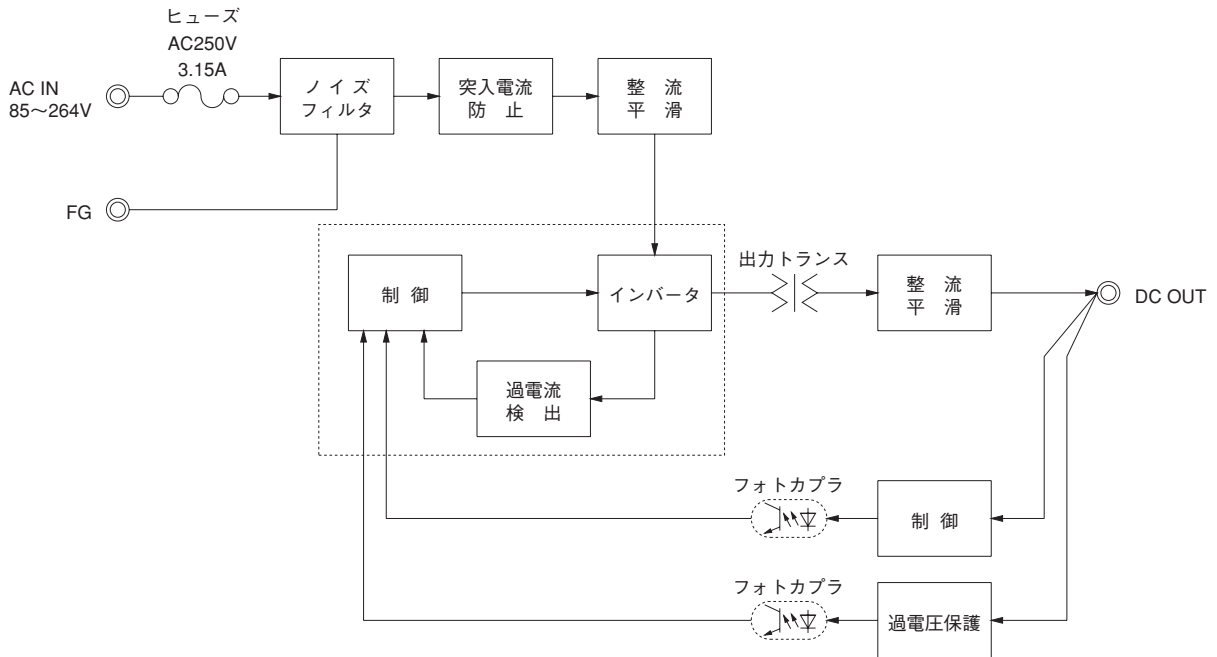 ヒューズ
AC250V
3.15A
AC IN
85～264V
ノイズ
フィルタ
突入電流
防 止
整 流
平 滑
FG
制 御
インバータ
出力トランス
整 流
平 滑
DC OUT
過電流
検 出
フォトカプラ
制 御
フォトカプラ
過電圧保護